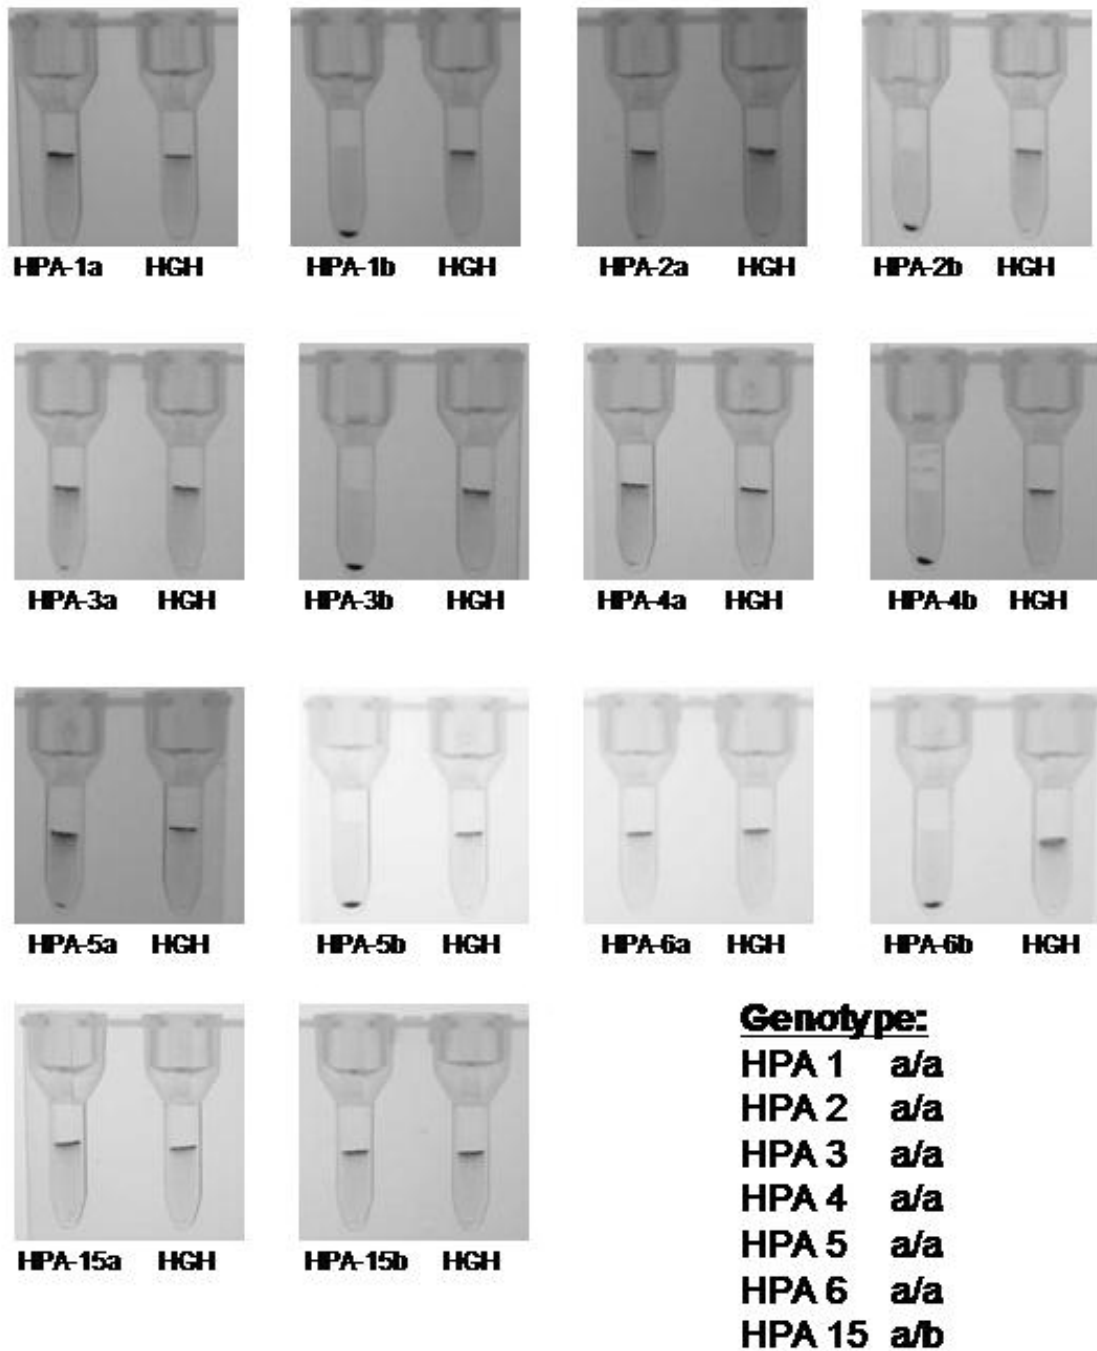 HPA-1a HGH HPA-1b HGH HPA-2a HGH HPA-2b HGH
HPA-3a HGH HPA-3b HGH HPA-4a HGH HPA-4b HGH
HPA-5a HGH HPA-5b HGH HPA-6a HGH HPA-6b HGH
HPA-15a HGH HPA-15b HGH
Genotype:
HPA 1 a/a
HPA 2 a/a
HPA 3 a/a
HPA 4 a/a
HPA 5 a/a
HPA 6 a/a
HPA 15 a/b